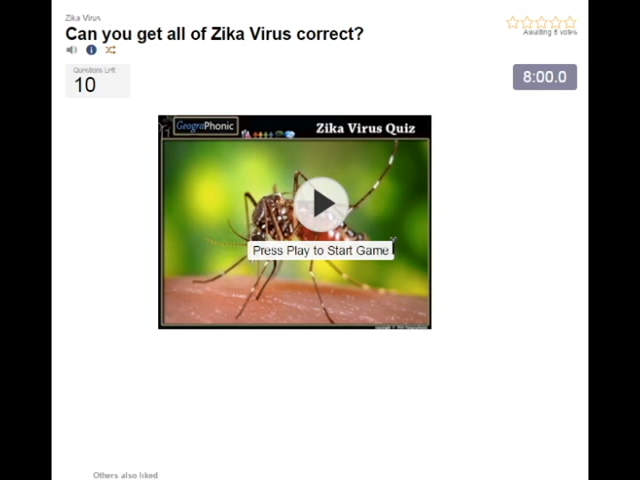 Zika Virus
Can you get all of Zika Virus correct?
Awaiting 5 votes
Questions Left
10
8:00.0
GeograPhonic
Zika Virus Quiz
Press Play to Start Game
Others also liked